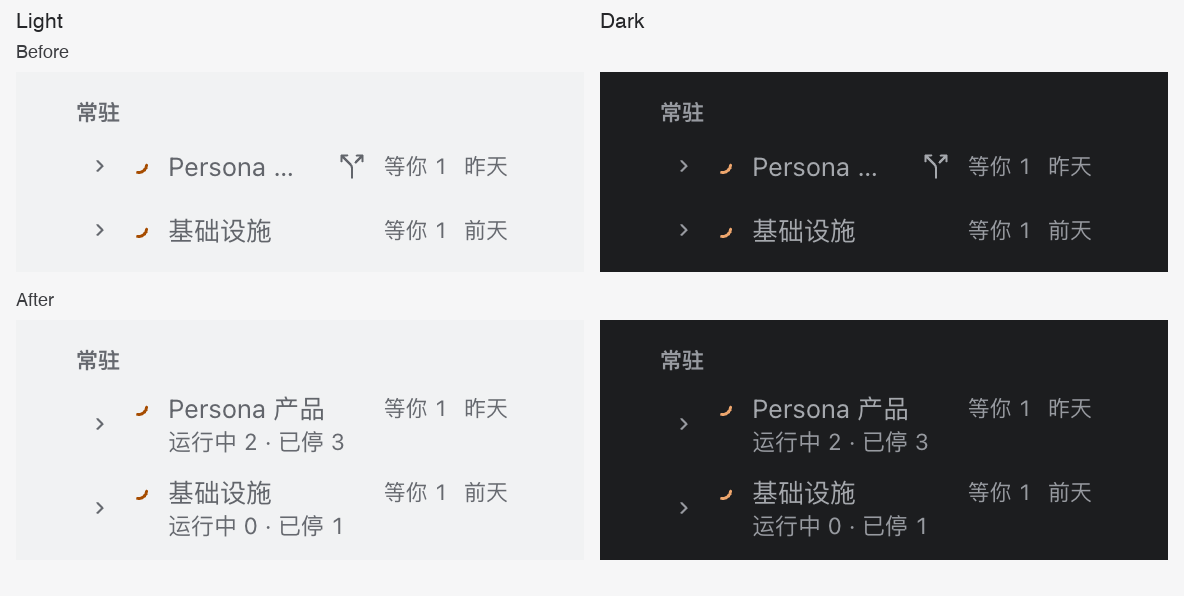 Light
Dark
Before
常驻
Persona ... 等你 1 昨天
基础设施 等你 1 前天
常驻
Persona ... 等你 1 昨天
基础设施 等你 1 前天
After
常驻
Persona 产品 等你 1 昨天
运行中 2 · 已停 3
基础设施 等你 1 前天
运行中 0 · 已停 1
常驻
Persona 产品 等你 1 昨天
运行中 2 · 已停 3
基础设施 等你 1 前天
运行中 0 · 已停 1